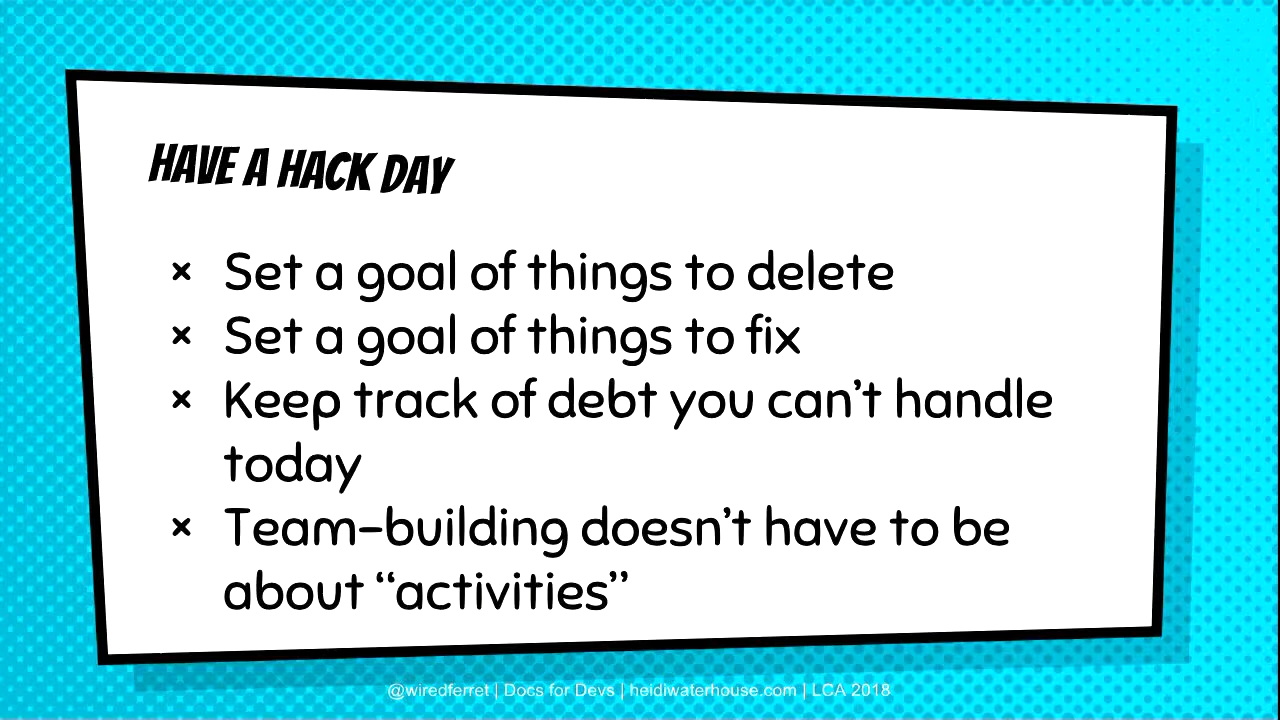 HAVE A HACK DAY
× Set a goal of things to delete
× Set a goal of things to fix
× Keep track of debt you can’t handle
today
× Team-building doesn’t have to be
about “activities”
@wiredferret | Docs for Devs | heidiwaterhouse.com | LCA 2018